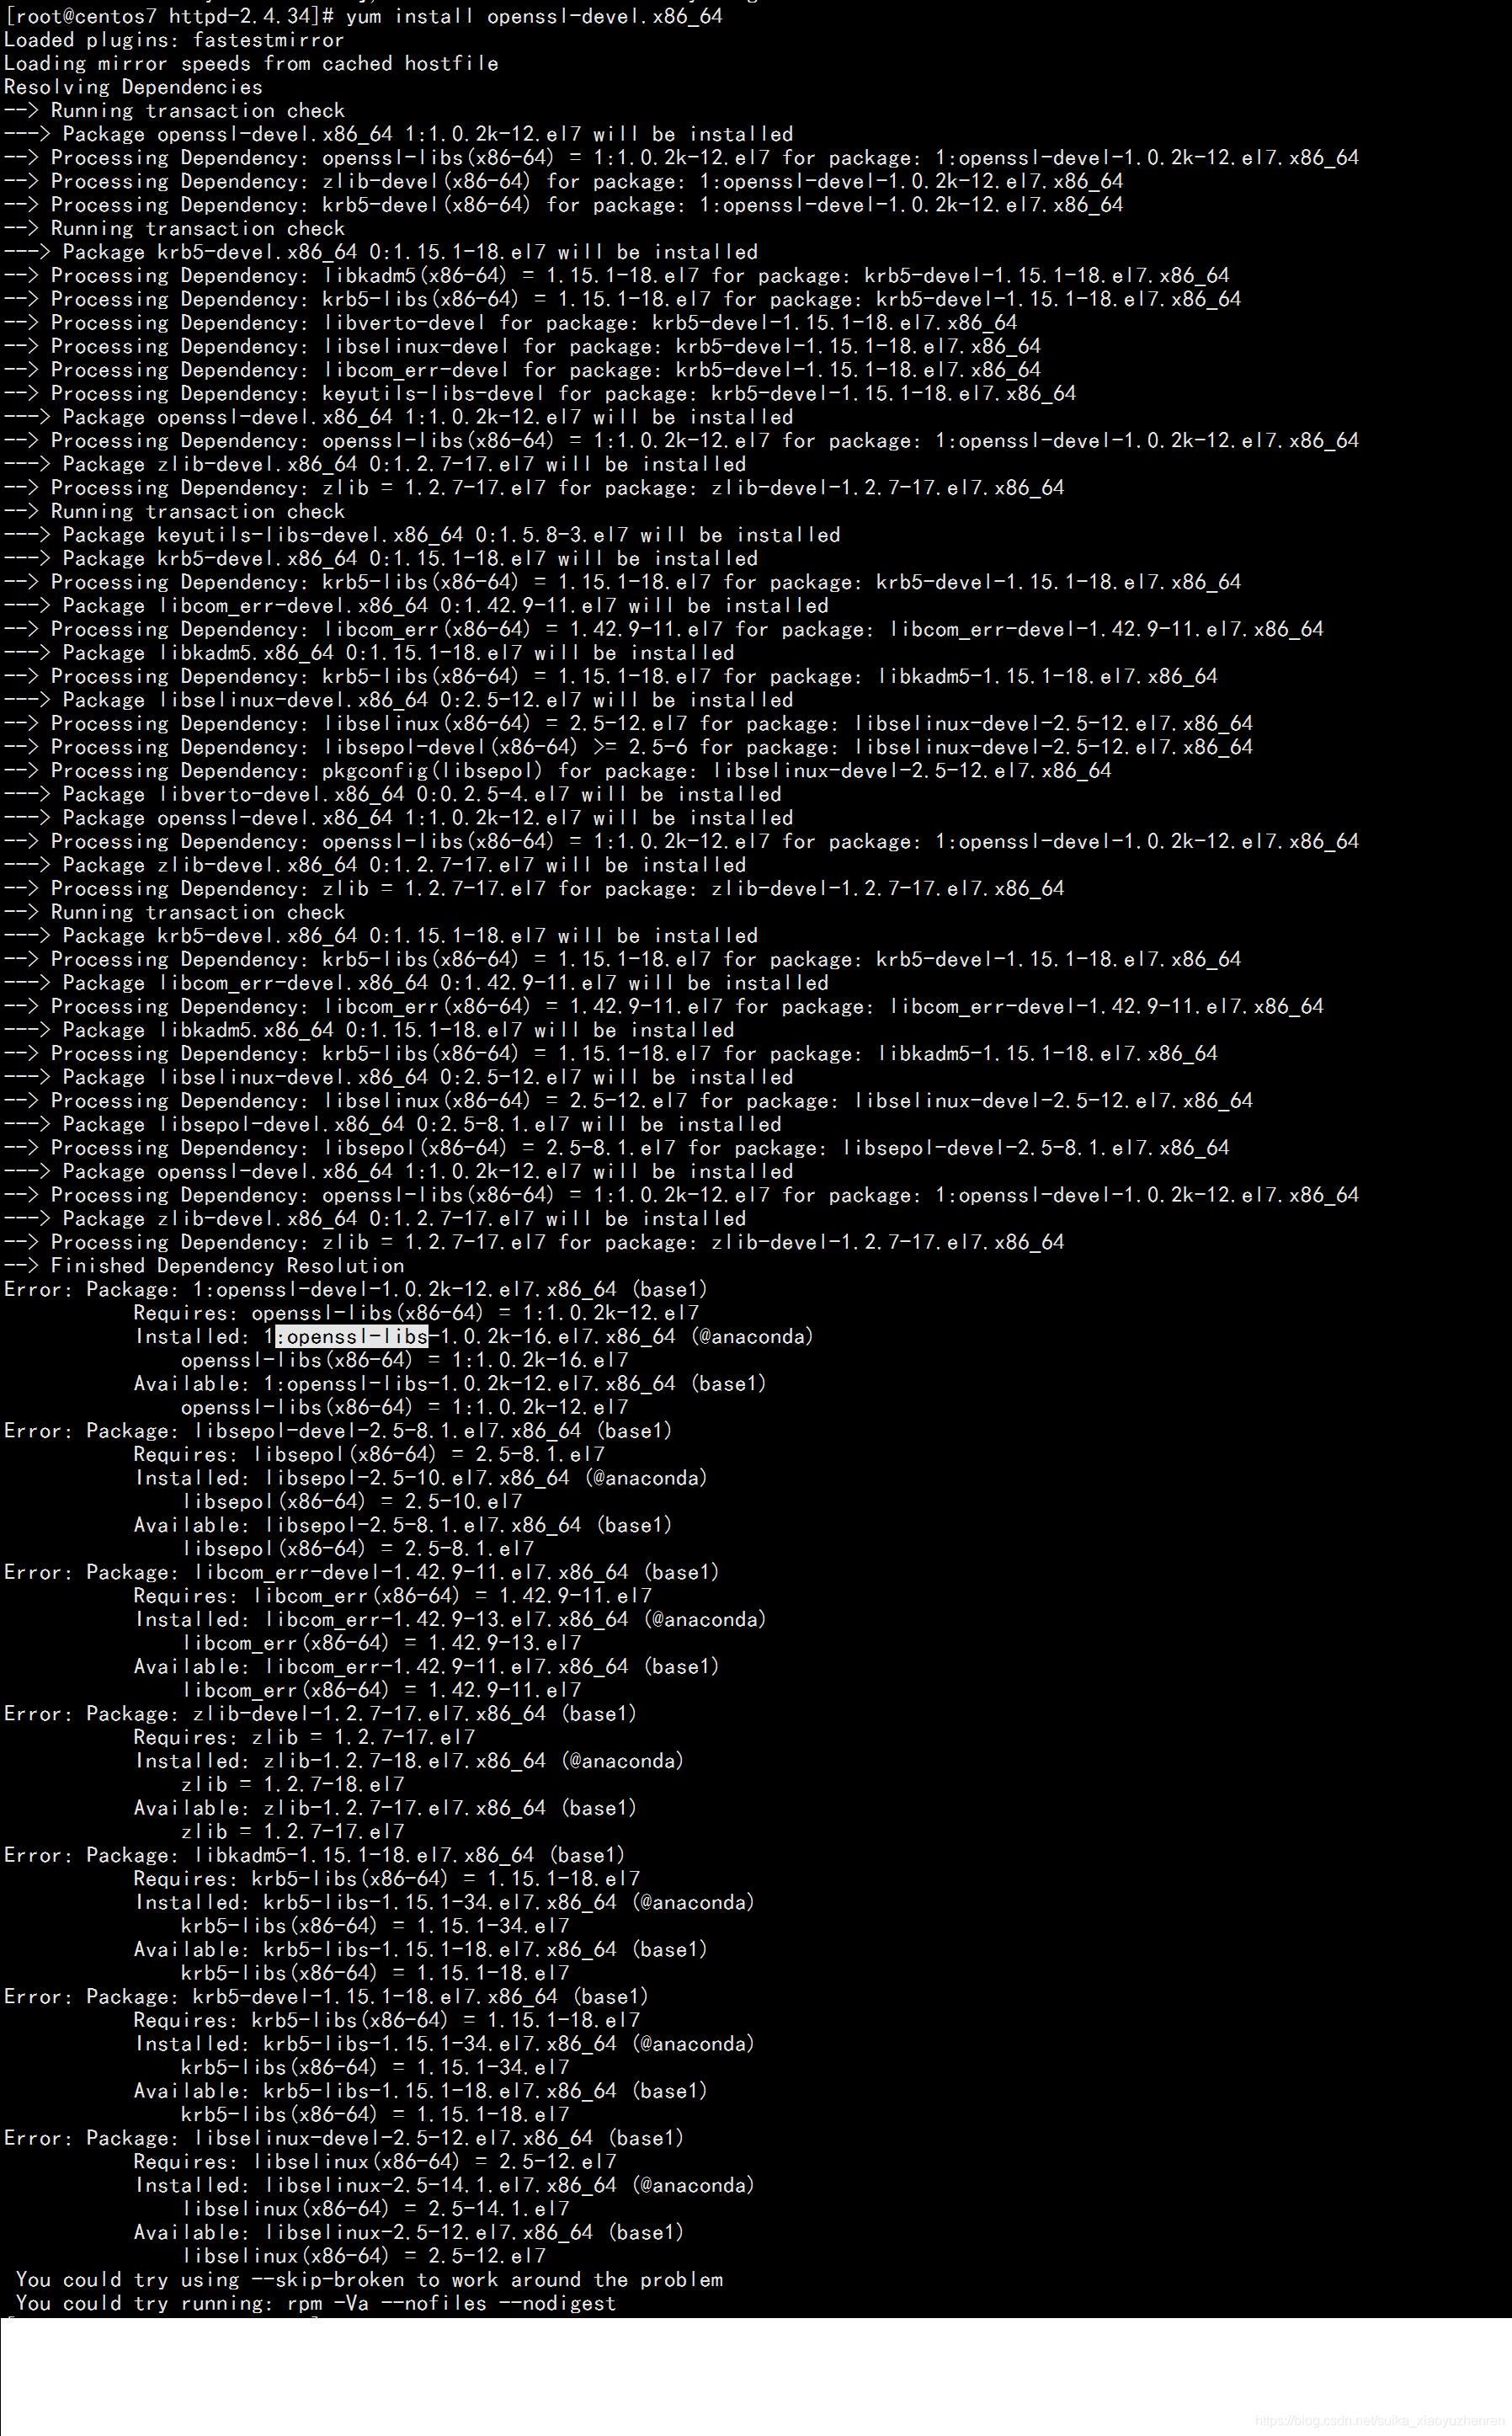 [root@centos7 httpd-2.4.34]# yum install openssl-devel.x86_64
Loaded plugins: fastestmirror
Loading mirror speeds from cached hostfile
Resolving Dependencies
--> Running transaction check
---> Package openssl-devel.x86_64 1:1.0.2k-12.el7 will be installed
--> Processing Dependency: openssl-libs(x86-64) = 1:1.0.2k-12.el7 for package: 1:openssl-devel-1.0.2k-12.el7.x86_64
--> Processing Dependency: zlib-devel(x86-64) for package: 1:openssl-devel-1.0.2k-12.el7.x86_64
--> Processing Dependency: krb5-devel(x86-64) for package: 1:openssl-devel-1.0.2k-12.el7.x86_64
--> Running transaction check
---> Package krb5-devel.x86_64 0:1.15.1-18.el7 will be installed
--> Processing Dependency: libkadm5(x86-64) = 1.15.1-18.el7 for package: krb5-devel-1.15.1-18.el7.x86_64
--> Processing Dependency: krb5-libs(x86-64) = 1.15.1-18.el7 for package: krb5-devel-1.15.1-18.el7.x86_64
--> Processing Dependency: libverto-devel for package: krb5-devel-1.15.1-18.el7.x86_64
--> Processing Dependency: libselinux-devel for package: krb5-devel-1.15.1-18.el7.x86_64
--> Processing Dependency: libcom_err-devel for package: krb5-devel-1.15.1-18.el7.x86_64
--> Processing Dependency: keyutils-libs-devel for package: krb5-devel-1.15.1-18.el7.x86_64
---> Package openssl-devel.x86_64 1:1.0.2k-12.el7 will be installed
--> Processing Dependency: openssl-libs(x86-64) = 1:1.0.2k-12.el7 for package: 1:openssl-devel-1.0.2k-12.el7.x86_64
---> Package zlib-devel.x86_64 0:1.2.7-17.el7 will be installed
--> Processing Dependency: zlib = 1.2.7-17.el7 for package: zlib-devel-1.2.7-17.el7.x86_64
--> Running transaction check
---> Package keyutils-libs-devel.x86_64 0:1.5.8-3.el7 will be installed
---> Package krb5-devel.x86_64 0:1.15.1-18.el7 will be installed
--> Processing Dependency: krb5-libs(x86-64) = 1.15.1-18.el7 for package: krb5-devel-1.15.1-18.el7.x86_64
---> Package libcom_err-devel.x86_64 0:1.42.9-11.el7 will be installed
--> Processing Dependency: libcom_err(x86-64) = 1.42.9-11.el7 for package: libcom_err-devel-1.42.9-11.el7.x86_64
---> Package libkadm5.x86_64 0:1.15.1-18.el7 will be installed
--> Processing Dependency: krb5-libs(x86-64) = 1.15.1-18.el7 for package: libkadm5-1.15.1-18.el7.x86_64
---> Package libselinux-devel.x86_64 0:2.5-12.el7 will be installed
--> Processing Dependency: libselinux(x86-64) = 2.5-12.el7 for package: libselinux-devel-2.5-12.el7.x86_64
--> Processing Dependency: libsepol-devel(x86-64) >= 2.5-6 for package: libselinux-devel-2.5-12.el7.x86_64
--> Processing Dependency: pkgconfig(libsepol) for package: libselinux-devel-2.5-12.el7.x86_64
---> Package libverto-devel.x86_64 0:0.2.5-4.el7 will be installed
---> Package openssl-devel.x86_64 1:1.0.2k-12.el7 will be installed
--> Processing Dependency: openssl-libs(x86-64) = 1:1.0.2k-12.el7 for package: 1:openssl-devel-1.0.2k-12.el7.x86_64
---> Package zlib-devel.x86_64 0:1.2.7-17.el7 will be installed
--> Processing Dependency: zlib = 1.2.7-17.el7 for package: zlib-devel-1.2.7-17.el7.x86_64
--> Running transaction check
---> Package krb5-devel.x86_64 0:1.15.1-18.el7 will be installed
--> Processing Dependency: krb5-libs(x86-64) = 1.15.1-18.el7 for package: krb5-devel-1.15.1-18.el7.x86_64
---> Package libcom_err-devel.x86_64 0:1.42.9-11.el7 will be installed
--> Processing Dependency: libcom_err(x86-64) = 1.42.9-11.el7 for package: libcom_err-devel-1.42.9-11.el7.x86_64
---> Package libkadm5.x86_64 0:1.15.1-18.el7 will be installed
--> Processing Dependency: krb5-libs(x86-64) = 1.15.1-18.el7 for package: libkadm5-1.15.1-18.el7.x86_64
---> Package libselinux-devel.x86_64 0:2.5-12.el7 will be installed
--> Processing Dependency: libselinux(x86-64) = 2.5-12.el7 for package: libselinux-devel-2.5-12.el7.x86_64
---> Package libsepol-devel.x86_64 0:2.5-8.1.el7 will be installed
--> Processing Dependency: libsepol(x86-64) = 2.5-8.1.el7 for package: libsepol-devel-2.5-8.1.el7.x86_64
---> Package openssl-devel.x86_64 1:1.0.2k-12.el7 will be installed
--> Processing Dependency: openssl-libs(x86-64) = 1:1.0.2k-12.el7 for package: 1:openssl-devel-1.0.2k-12.el7.x86_64
---> Package zlib-devel.x86_64 0:1.2.7-17.el7 will be installed
--> Processing Dependency: zlib = 1.2.7-17.el7 for package: zlib-devel-1.2.7-17.el7.x86_64
--> Finished Dependency Resolution
Error: Package: 1:openssl-devel-1.0.2k-12.el7.x86_64 (base1)
Requires: openssl-libs(x86-64) = 1:1.0.2k-12.el7
Installed: 1:openssl-libs-1.0.2k-16.el7.x86_64 (@anaconda)
openssl-libs(x86-64) = 1:1.0.2k-16.el7
Available: 1:openssl-libs-1.0.2k-12.el7.x86_64 (base1)
openssl-libs(x86-64) = 1:1.0.2k-12.el7
Error: Package: libsepol-devel-2.5-8.1.el7.x86_64 (base1)
Requires: libsepol(x86-64) = 2.5-8.1.el7
Installed: libsepol-2.5-10.el7.x86_64 (@anaconda)
libsepol(x86-64) = 2.5-10.el7
Available: libsepol-2.5-8.1.el7.x86_64 (base1)
libsepol(x86-64) = 2.5-8.1.el7
Error: Package: libcom_err-devel-1.42.9-11.el7.x86_64 (base1)
Requires: libcom_err(x86-64) = 1.42.9-11.el7
Installed: libcom_err-1.42.9-13.el7.x86_64 (@anaconda)
libcom_err(x86-64) = 1.42.9-13.el7
Available: libcom_err-1.42.9-11.el7.x86_64 (base1)
libcom_err(x86-64) = 1.42.9-11.el7
Error: Package: zlib-devel-1.2.7-17.el7.x86_64 (base1)
Requires: zlib = 1.2.7-17.el7
Installed: zlib-1.2.7-18.el7.x86_64 (@anaconda)
zlib = 1.2.7-18.el7
Available: zlib-1.2.7-17.el7.x86_64 (base1)
zlib = 1.2.7-17.el7
Error: Package: libkadm5-1.15.1-18.el7.x86_64 (base1)
Requires: krb5-libs(x86-64) = 1.15.1-18.el7
Installed: krb5-libs-1.15.1-34.el7.x86_64 (@anaconda)
krb5-libs(x86-64) = 1.15.1-34.el7
Available: krb5-libs-1.15.1-18.el7.x86_64 (base1)
krb5-libs(x86-64) = 1.15.1-18.el7
Error: Package: krb5-devel-1.15.1-18.el7.x86_64 (base1)
Requires: krb5-libs(x86-64) = 1.15.1-18.el7
Installed: krb5-libs-1.15.1-34.el7.x86_64 (@anaconda)
krb5-libs(x86-64) = 1.15.1-34.el7
Available: krb5-libs-1.15.1-18.el7.x86_64 (base1)
krb5-libs(x86-64) = 1.15.1-18.el7
Error: Package: libselinux-devel-2.5-12.el7.x86_64 (base1)
Requires: libselinux(x86-64) = 2.5-12.el7
Installed: libselinux-2.5-14.1.el7.x86_64 (@anaconda)
libselinux(x86-64) = 2.5-14.1.el7
Available: libselinux-2.5-12.el7.x86_64 (base1)
libselinux(x86-64) = 2.5-12.el7
You could try using --skip-broken to work around the problem
You could try running: rpm -Va --nofiles --nodigest
https://blog.csdn.net/suika_xiaoyuzhenren